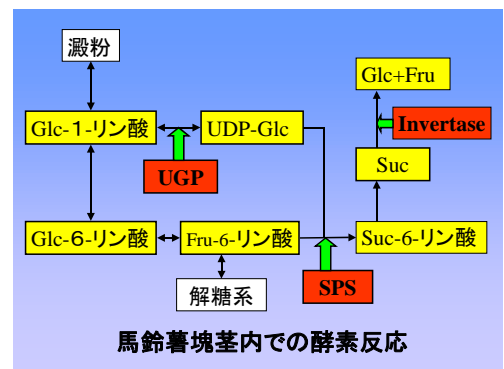 澱粉
Glc+Fru
Glc-1-リン酸
UDP-Glc
Invertase
UGP
Suc
Glc-6-リン酸
Fru-6-リン酸
Suc-6-リン酸
解糖系
SPS
馬鈴薯塊茎内での酵素反応